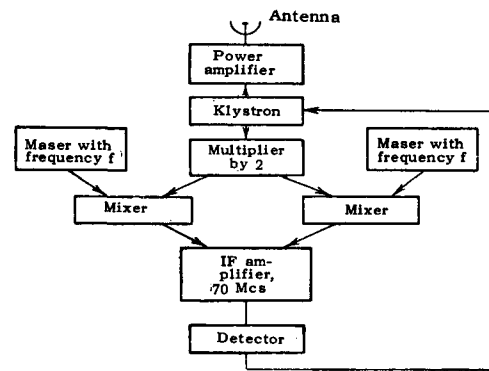 Antenna
Power
amplifier
Klystron
Maser with
frequency f
Multiplier
by 2
Maser with
frequency f
Mixer
Mixer
IF am-
plifier,
70 Mcs
Detector